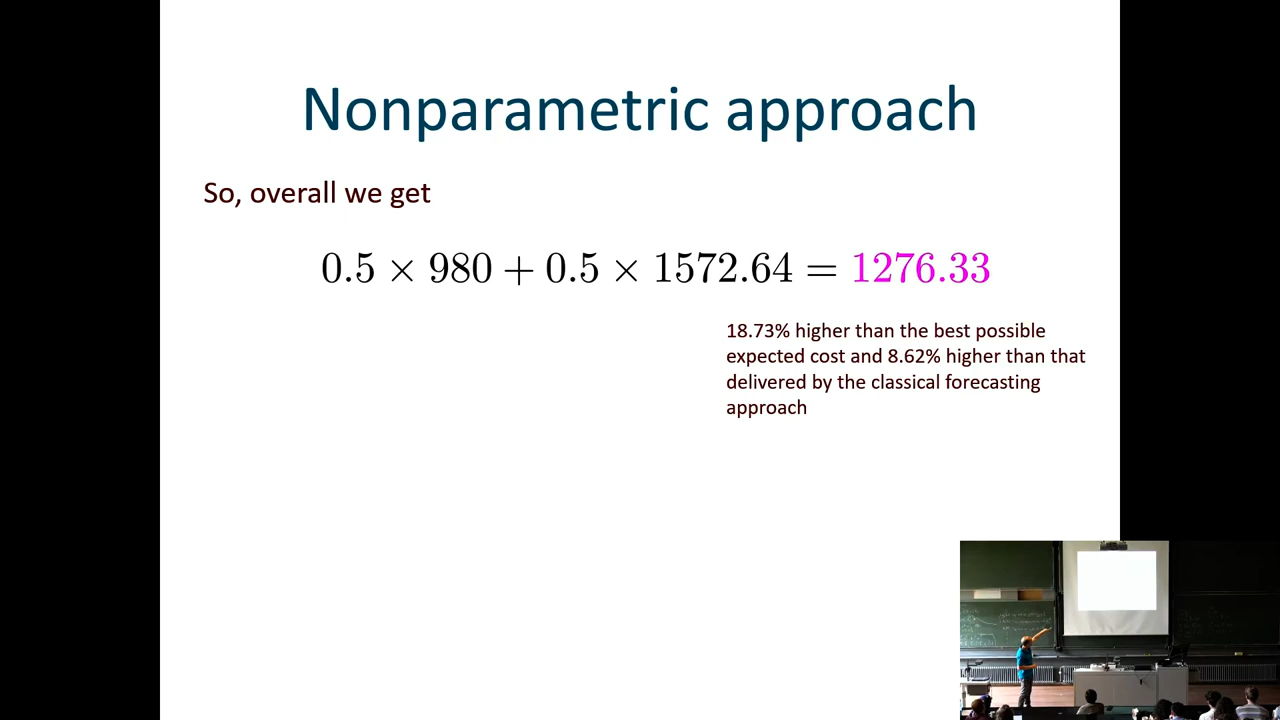 Nonparametric approach
So, overall we get
0.5 × 980 + 0.5 × 1572.64 = 1276.33
18.73% higher than the best possible
expected cost and 8.62% higher than that
delivered by the classical forecasting
approach